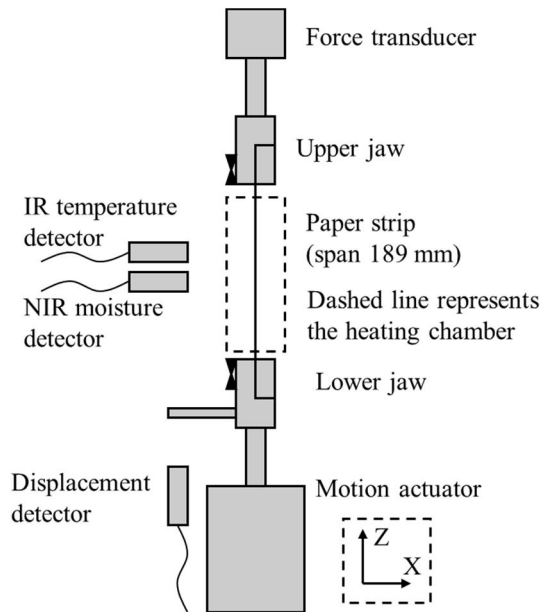 Force transducer
Upper jaw
IR temperature
detector
Paper strip
(span 189 mm)
NIR moisture
detector
Dashed line represents
the heating chamber
Lower jaw
Displacement
detector
Motion actuator
Z
X